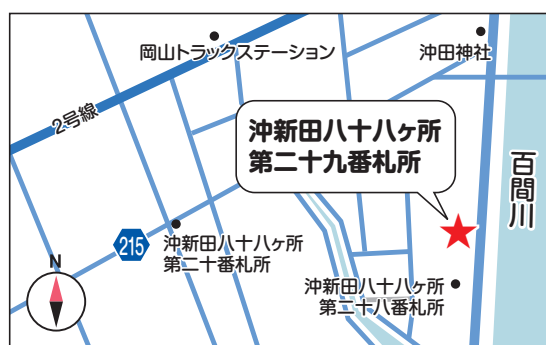 岡山トラックステーション
沖田神社
2号線
沖新田八十八ヶ所
第二十九番札所
百間川
215
沖新田八十八ヶ所
第二十番札所
N
沖新田八十八ヶ所
第二十八番札所